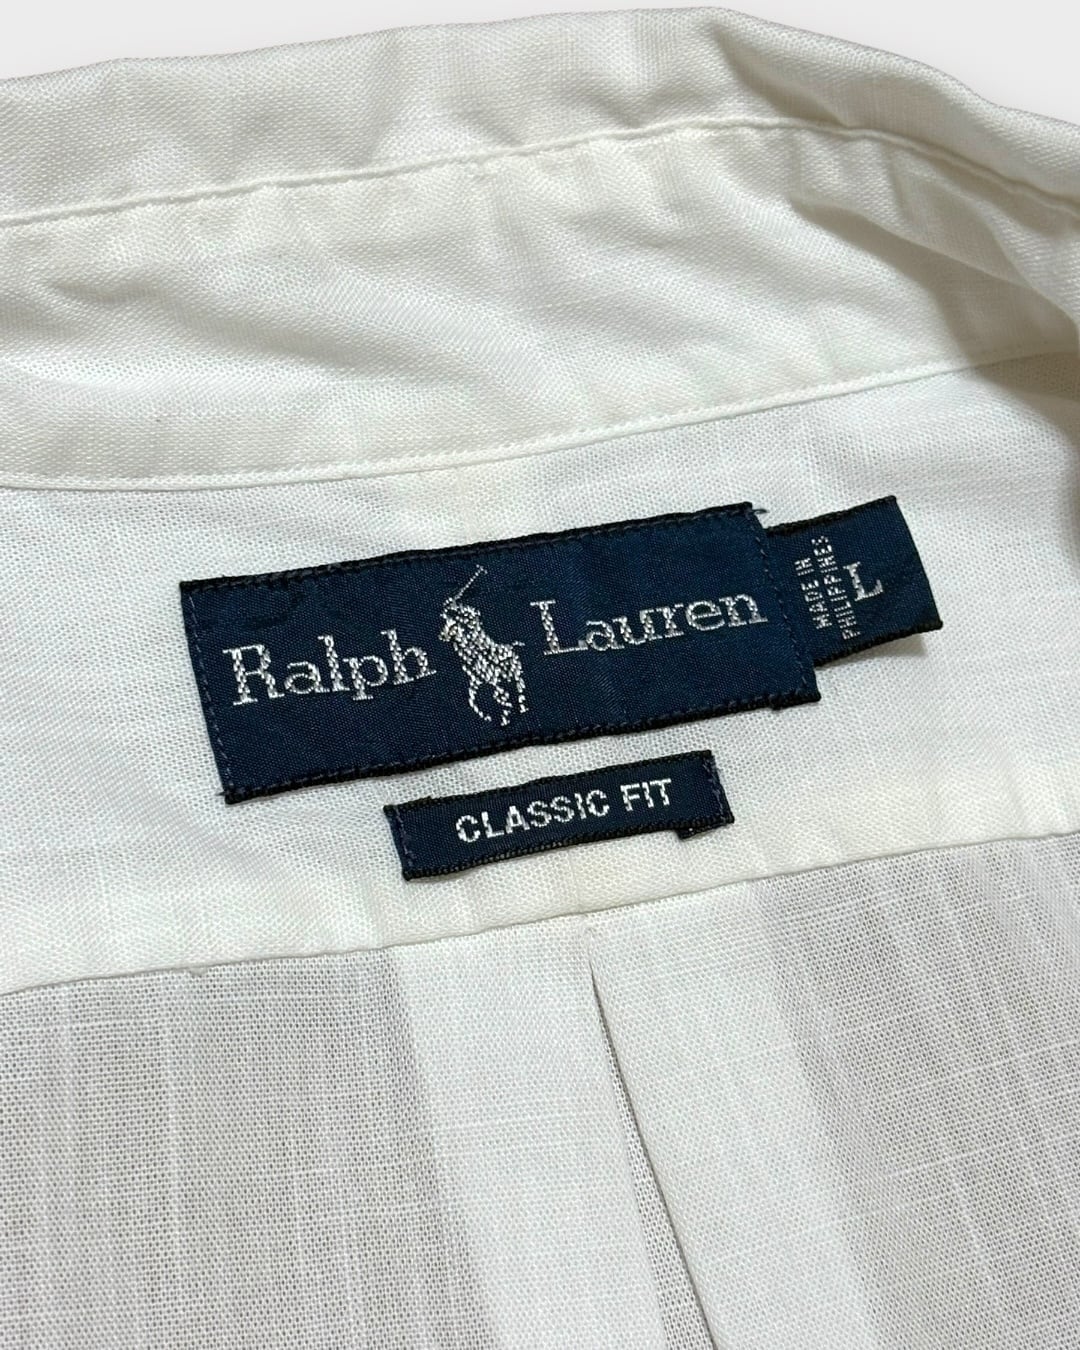 Ralph Lauren
MADE IN
PHILIPPINES
L
CLASSIC FIT